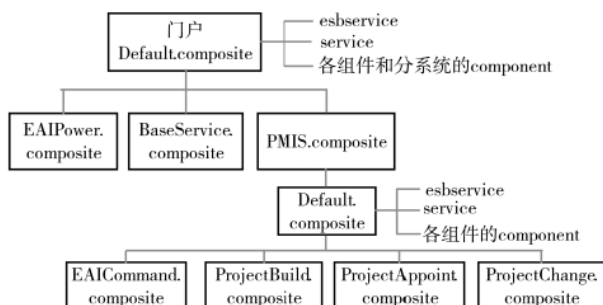 门户
Default.composite
esbservice
service
各组件和分系统的component
EAIPower.
composite
BaseService.
composite
PMIS.composite
Default.
composite
esbservice
service
各组件的component
EAICommand.
composite
ProjectBuild.
composite
ProjectAppoint.
composite
ProjectChange.
composite